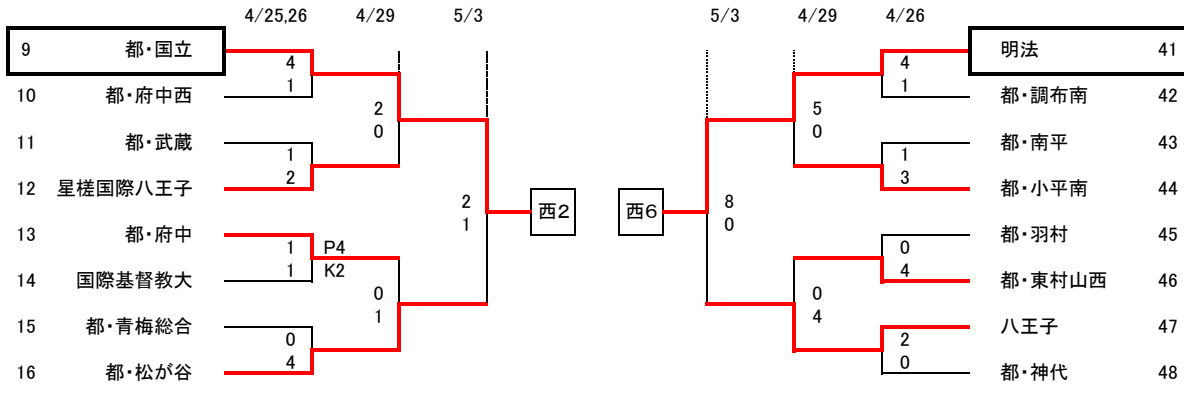 4/25,26 4/29 5/3 5/3 4/29 4/26
9 都・国立 4 4 明法 41
10 都・府中西 1 1 都・調布南 42
2 5
0 0
11 都・武蔵 1 1 都・南平 43
12 星槎国際八王子 2 3 都・小平南 44
2 西2 西6 8
1 0
13 都・府中 1 P4 0 都・羽村 45
14 国際基督教大 1 K2 4 都・東村山西 46
0 0
1 4
15 都・青梅総合 0 2 八王子 47
16 都・松が谷 4 0 都・神代 48